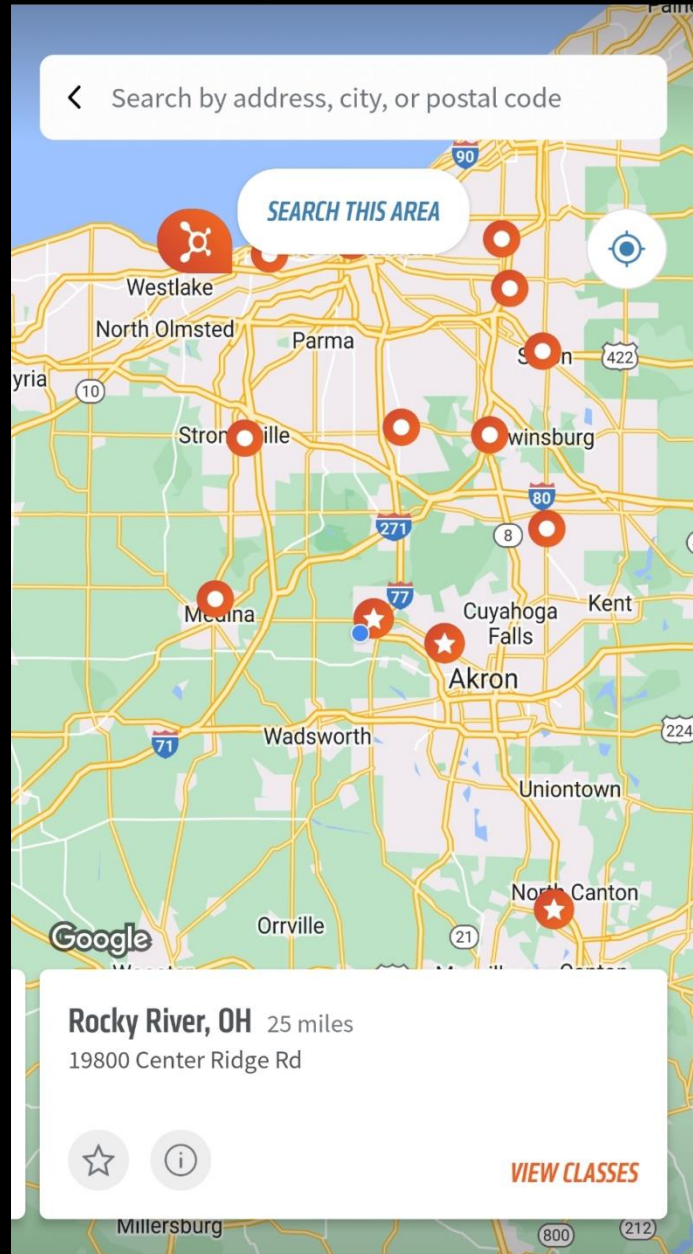 Search by address, city, or postal code
90
SEARCH THIS AREA
Westlake
North Olmsted
Parma
422
yria
10
winsburg
80
271
8
77
Kent
Cuyahoga
Falls
Akron
71
Wadsworth
224
Uniontown
North Canton
Orrville
21
Google
Rocky River, OH 25 miles
19800 Center Ridge Rd
VIEW CLASSES
Millersburg
800
212